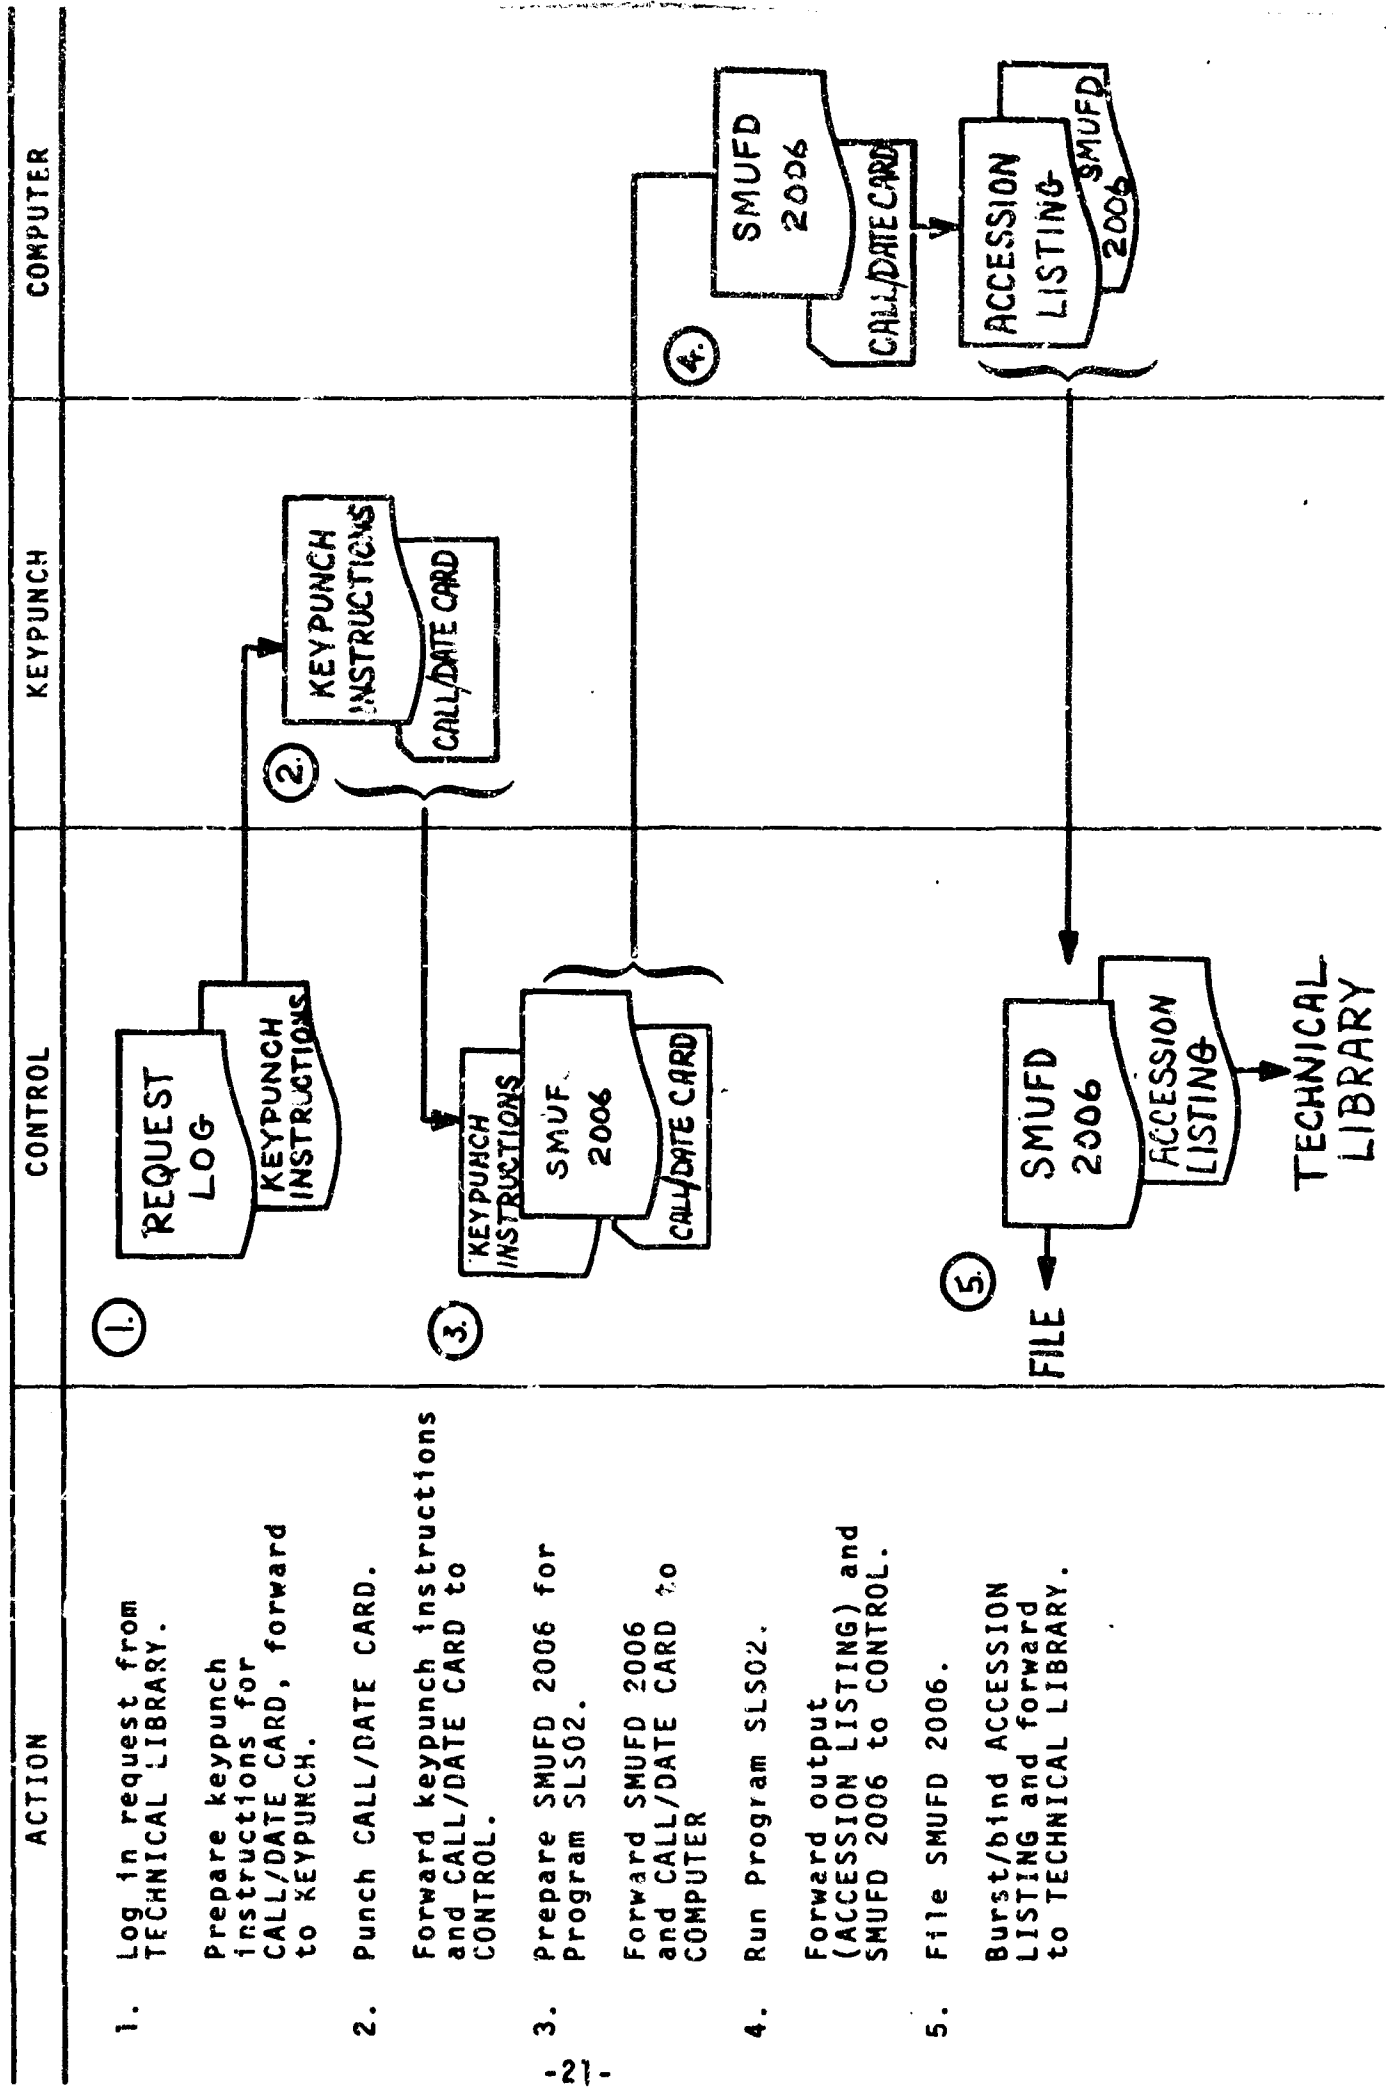 ACTION
CONTROL
KEYPUNCH
COMPUTER
1. Log in request from
TECHNICAL LIBRARY.
Prepare keypunch
instructions for
CALL/DATE CARD, forward
to KEYPUNCH.
2. Punch CALL/DATE CARD.
Forward keypunch instructions
and CALL/DATE CARD to
CONTROL.
3. Prepare SMUFD 2006 for
Program SLS02.
Forward SMUFD 2006
and CALL/DATE CARD to
COMPUTER
4. Run Program SLS02.
Forward output
(ACCESSION LISTING) and
SMUFD 2006 to CONTROL.
5. File SMUFD 2006.
Burst/bind ACCESSION
LISTING and forward
to TECHNICAL LIBRARY.
1.
REQUEST
LOG
KEYPUNCH
INSTRUCTIONS
2.
KEYPUNCH
INSTRUCTIONS
CALL/DATE CARD
3.
KEYPUNCH
INSTRUCTIONS
SMUF
2006
CALL/DATE CARD
4.
SMUFD
2006
CALL/DATE CARD
ACCESSION
LISTING
SMUFD
2006
5.
FILE
SMUFD
2006
ACCESSION
LISTING
TECHNICAL
LIBRARY
-21-